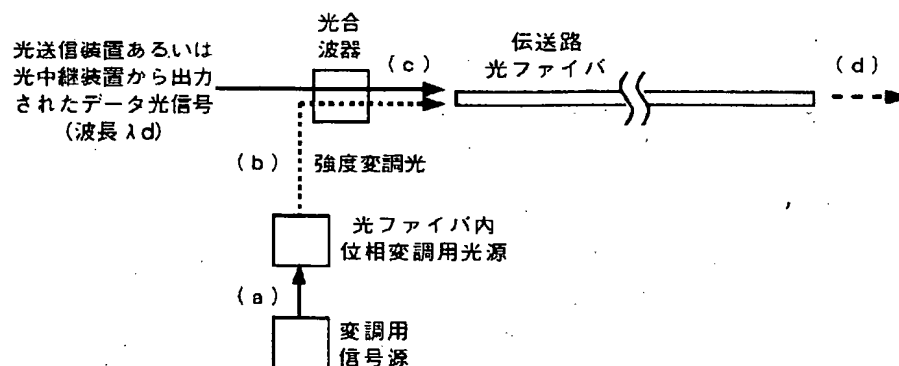 光合
波器
光送信装置あるいは
光中継装置から出力
されたデータ光信号
(波長λd)
(c)
伝送路
光ファイバ
(d)
(b)
強度変調光
光ファイバ内
位相変調用光源
(a)
変調用
信号源